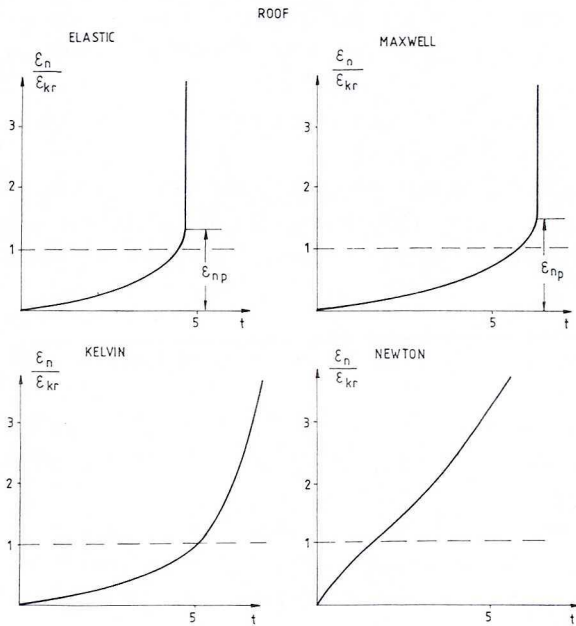 ROOF
ELASTIC
εn
εkr
3
2
1
εnp
5
t
MAXWELL
εn
εkr
3
2
1
εnp
5
t
KELVIN
εn
εkr
3
2
1
5
t
NEWTON
εn
εkr
3
2
1
5
t